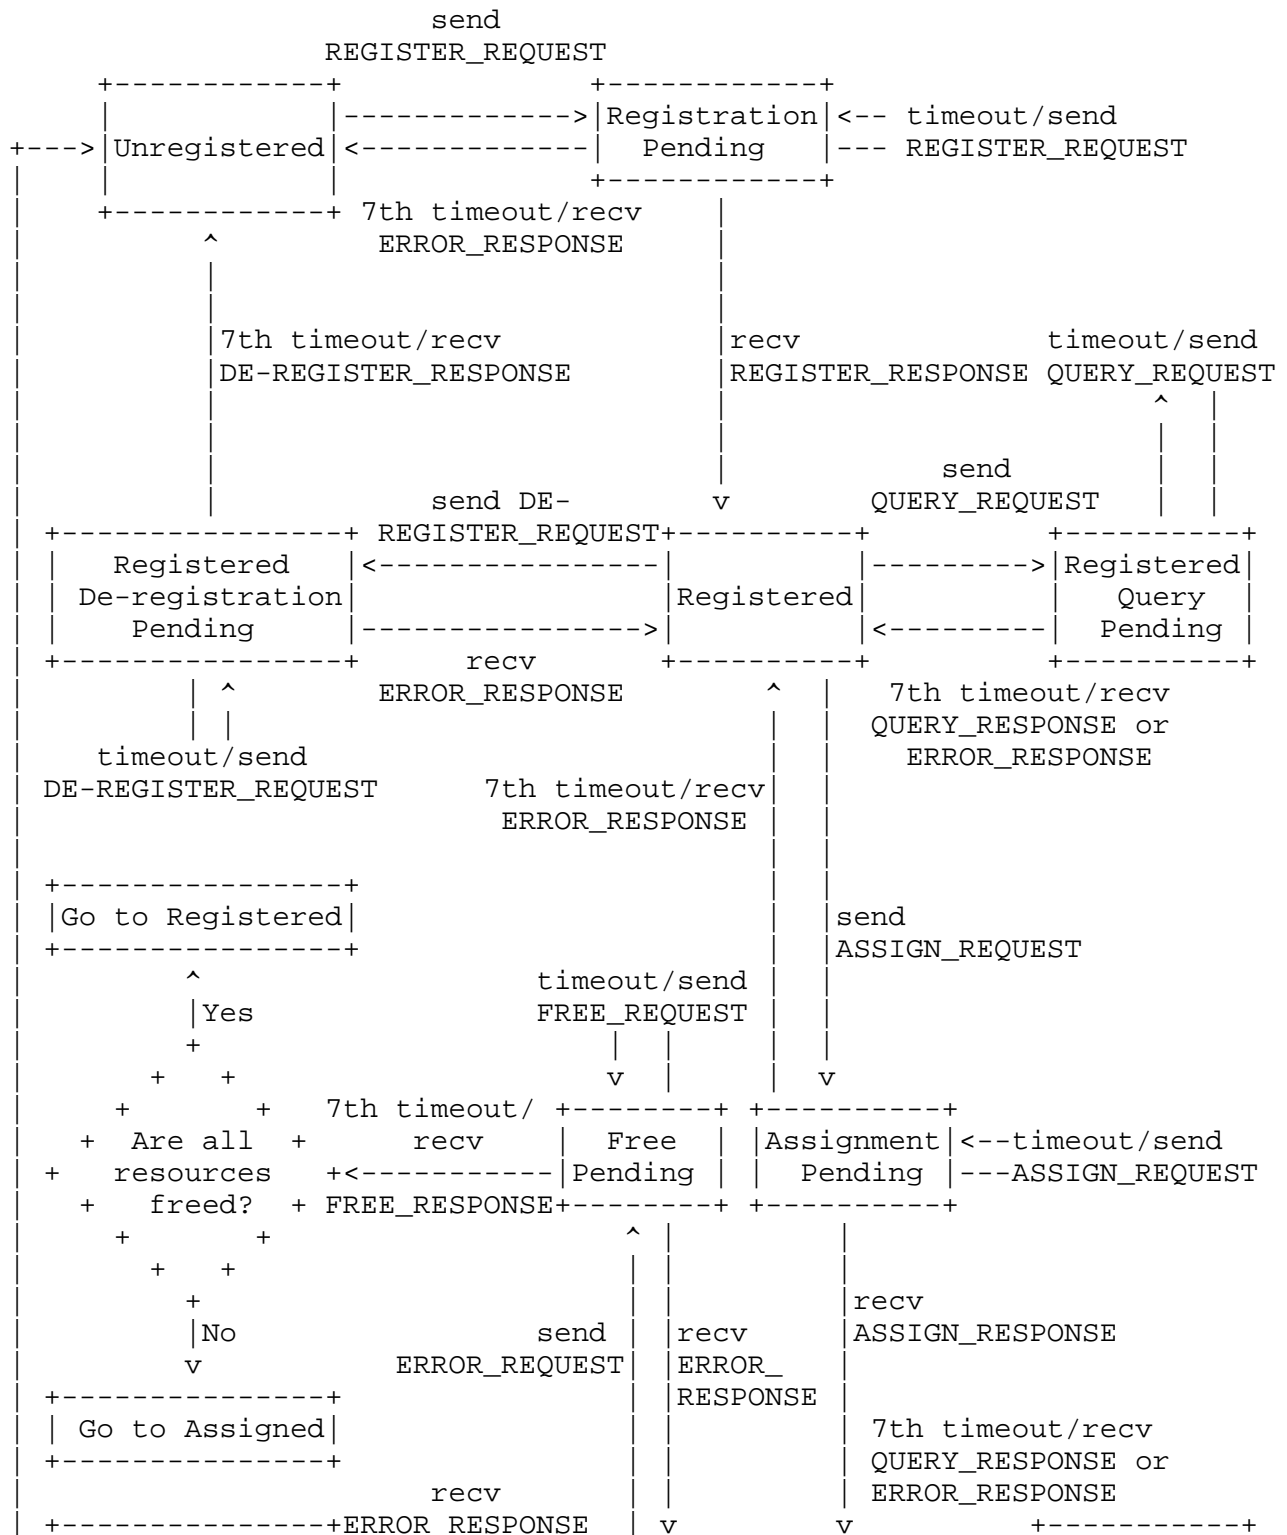 send
REGISTER_REQUEST
+------------+               +------------+
|            |------------->|Registration|<-- timeout/send
+--->|Unregistered|<-------------|  Pending   |--- REGISTER_REQUEST
+------------+
+------------+ 7th timeout/recv
ERROR_RESPONSE
7th timeout/recv
DE-REGISTER_RESPONSE
recv
REGISTER_RESPONSE
timeout/send
QUERY_REQUEST
send
QUERY_REQUEST
send DE-
REGISTER_REQUEST
Registered
De-registration
Pending
Registered
Registered
Query
Pending
recv
ERROR_RESPONSE
7th timeout/recv
QUERY_RESPONSE or
ERROR_RESPONSE
timeout/send
DE-REGISTER_REQUEST
7th timeout/recv
ERROR_RESPONSE
Go to Registered
send
ASSIGN_REQUEST
timeout/send
FREE_REQUEST
Yes
Are all
resources
freed?
7th timeout/
recv
FREE_RESPONSE
Free
Pending
Assignment
Pending
timeout/send
ASSIGN_REQUEST
No
send
ERROR_REQUEST
recv
ERROR_
RESPONSE
recv
ASSIGN_RESPONSE
Go to Assigned
7th timeout/recv
QUERY_RESPONSE or
ERROR_RESPONSE
recv
ERROR_RESPONSE